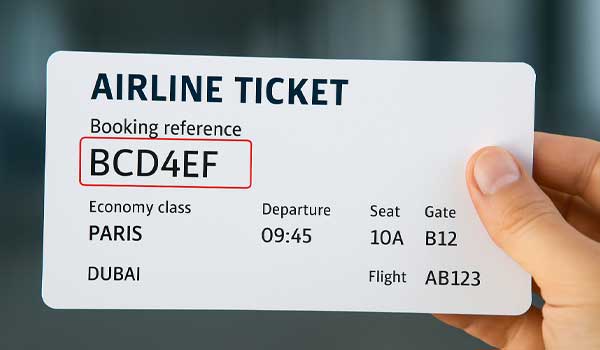 AIRLINE TICKET
Booking reference
BCD4EF
Economy class Departure Seat Gate
PARIS 09:45 10A B12
DUBAI Flight AB123